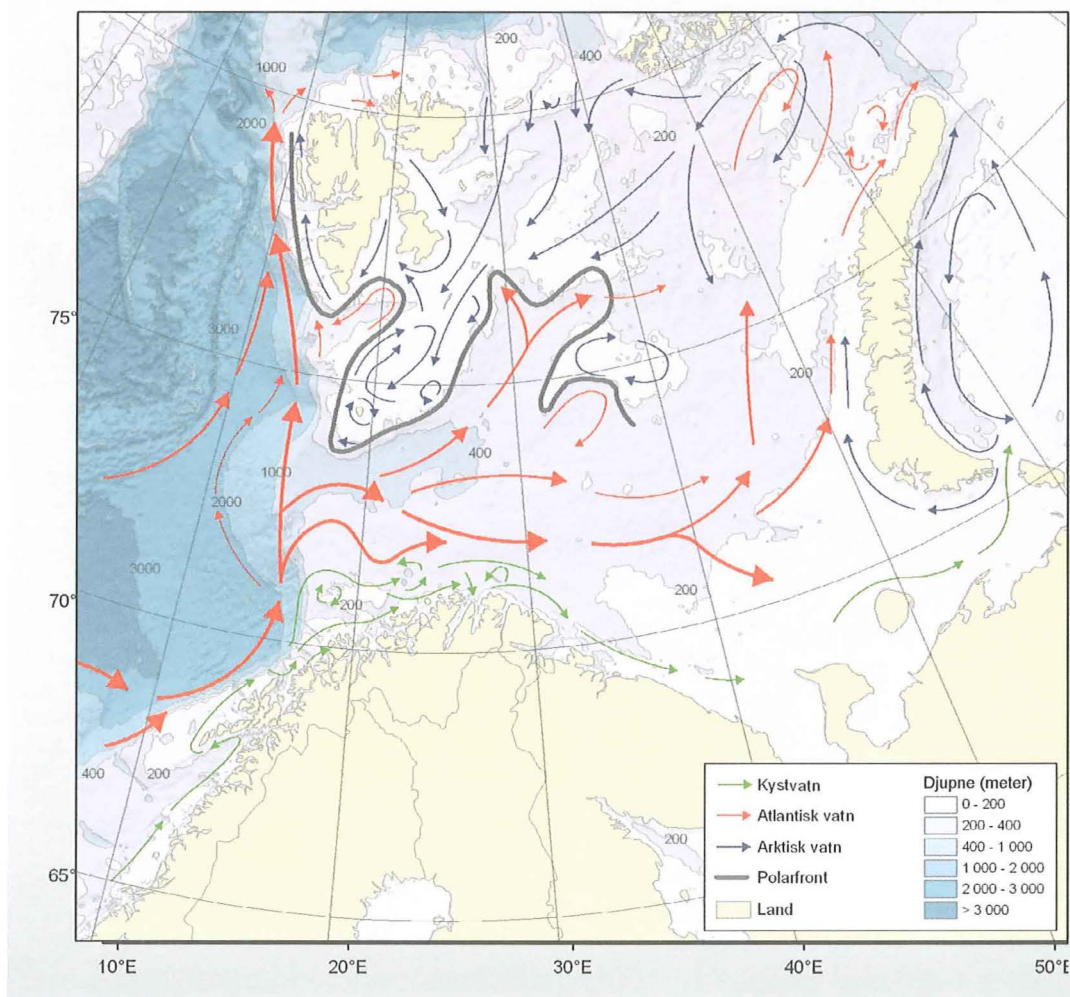 200
400
200
1000
2000
75°
3000
200
400
1000
2000
3000
70°
200
200
400
200
200
65°
Kystvatn
Atlantisk vatn
Arktisk vatn
Polarfront
Land
Djupne (meter)
0 - 200
200 - 400
400 - 1 000
1 000 - 2 000
2 000 - 3 000
> 3 000
10°E
20°E
30°E
40°E
50°E